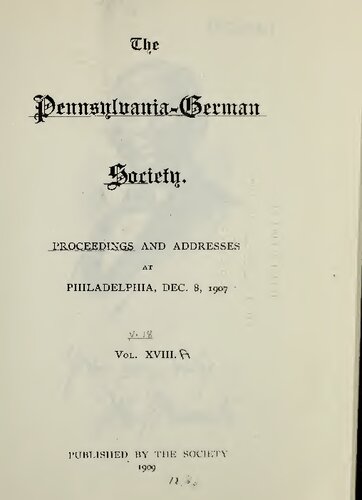 The
Pennsylvania-German
Society.
PROCEEDINGS AND ADDRESSES
AT
PHILADELPHIA, DEC. 8, 1907
v. 18
VOL. XVIII.
PUBLISHED BY THE SOCIETY
1909